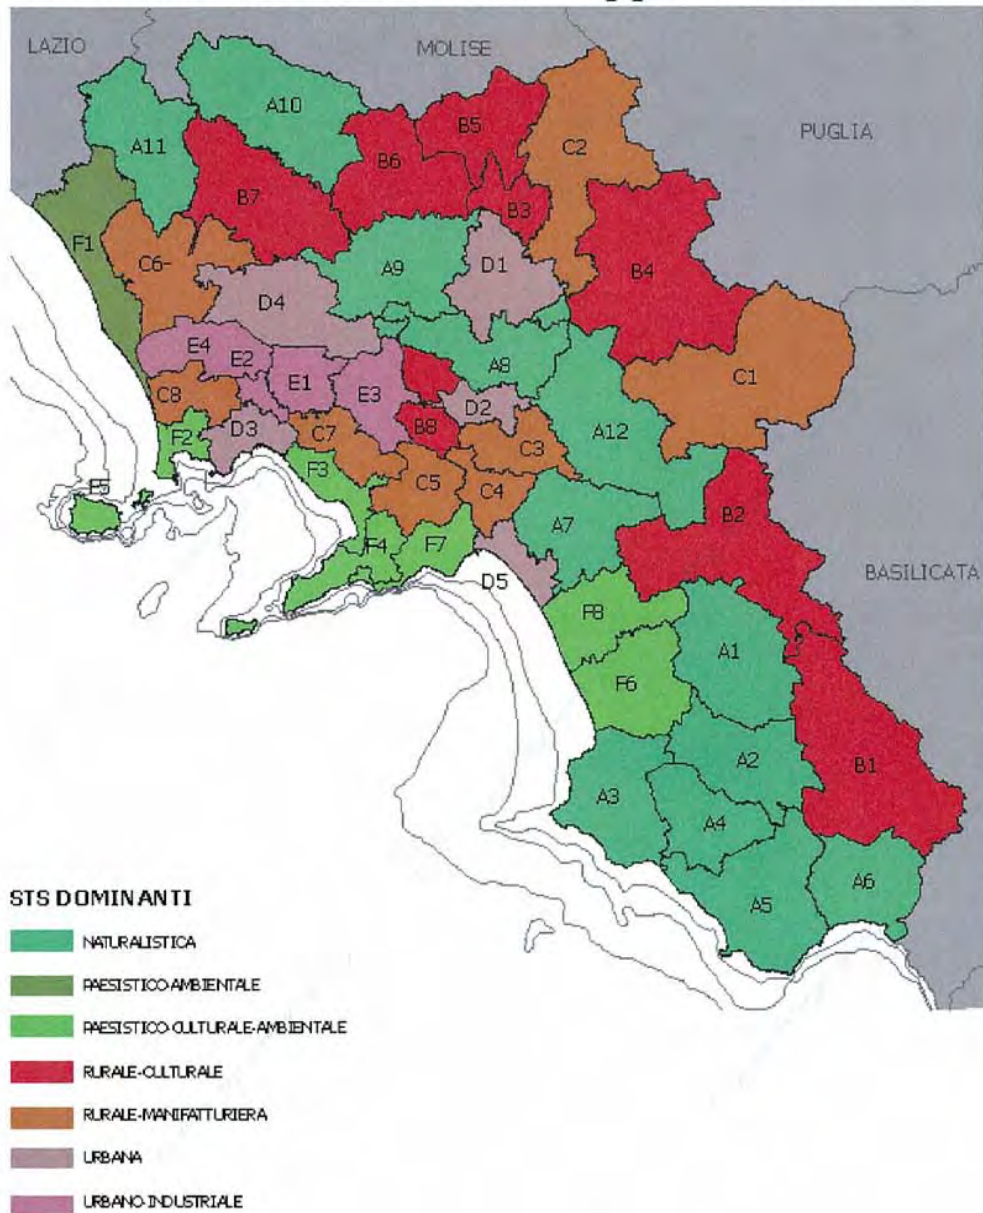 LAZIO
MOLISE
A10
B5
C2
PUGLIA
A11
B6
B7
B3
F1
C6-
A9
D1
B4
D4
E4
E2
A8
E1
E3
C1
C8
D2
F2
D3
C7
B8
C3
A12
F3
C5
C4
F5
B2
A7
F4
F7
BASILICATA
D5
F8
A1
F6
A2
B1
A3
A4
A6
A5
STS DOMINANTI
NATURALISTICA
PAESISTICO-AMBIENTALE
PAESISTICO-CULTURALE-AMBIENTALE
RURALE-CULTURALE
RURALE-MANIFATTURIERA
URBANA
URBANO-INDUSTRIALE